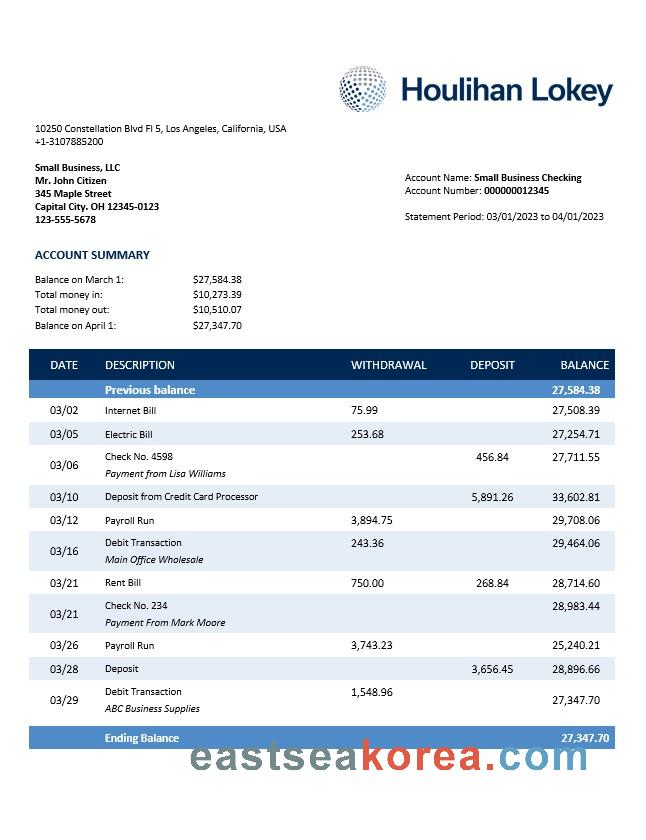 Houlihan Lokey
10250 Constellation Blvd Fl 5, Los Angeles, California, USA
+1-3107885200
Small Business, LLC
Mr. John Citizen
345 Maple Street
Capital City. OH 12345-0123
123-555-5678
Account Name: Small Business Checking
Account Number: 000000012345
Statement Period: 03/01/2023 to 04/01/2023
ACCOUNT SUMMARY
Balance on March 1: $27,584.38
Total money in: $10,273.39
Total money out: $10,510.07
Balance on April 1: $27,347.70
DATE DESCRIPTION WITHDRAWAL DEPOSIT BALANCE
Previous balance 27,584.38
03/02 Internet Bill 75.99 27,508.39
03/05 Electric Bill 253.68 27,254.71
03/06 Check No. 4598 456.84 27,711.55
Payment from Lisa Williams
03/10 Deposit from Credit Card Processor 5,891.26 33,602.81
03/12 Payroll Run 3,894.75 29,708.06
03/16 Debit Transaction 243.36 29,464.06
Main Office Wholesale
03/21 Rent Bill 750.00 268.84 28,714.60
03/21 Check No. 234 28,983.44
Payment From Mark Moore
03/26 Payroll Run 3,743.23 25,240.21
03/28 Deposit 3,656.45 28,896.66
03/29 Debit Transaction 1,548.96 27,347.70
ABC Business Supplies
Ending Balance 27,347.70
eastseakorea.com